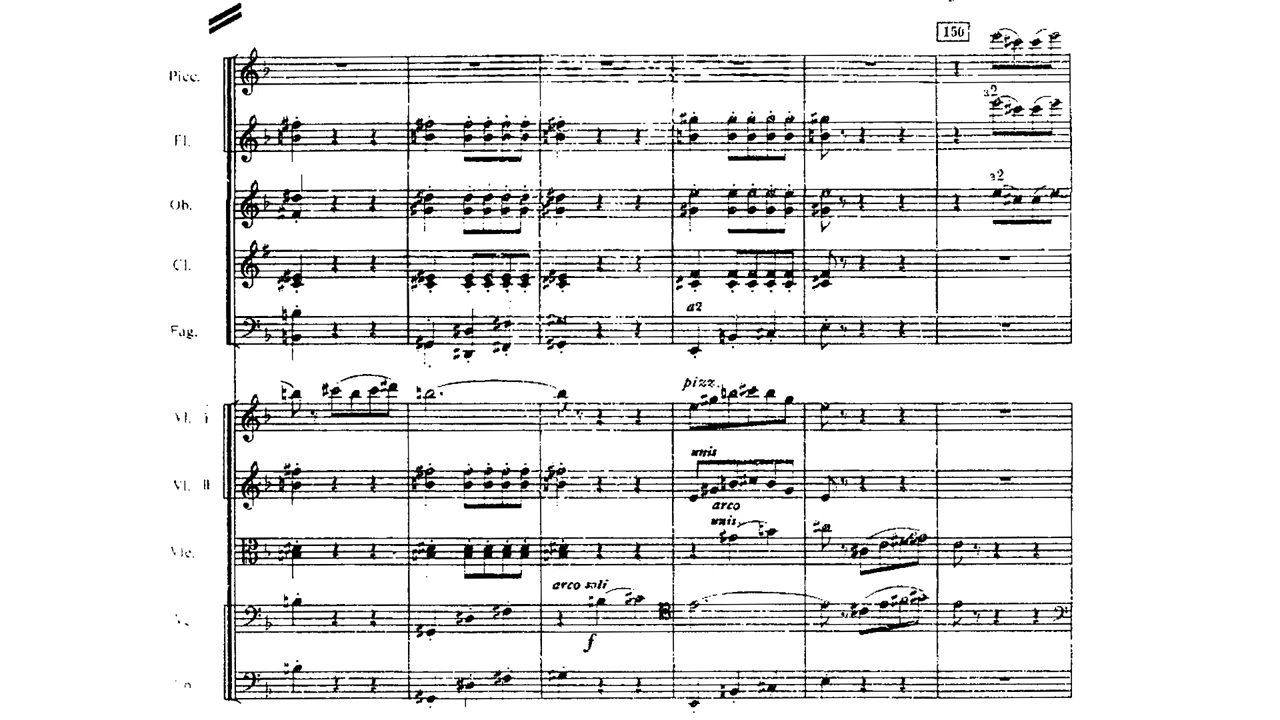 150
Picc.
a2
Fl.
a2
Ob.
Cl.
a2
Fag.
pizz.
Vl. I
unis
Vl. II
arco
unis.
Vle.
arco soli
f